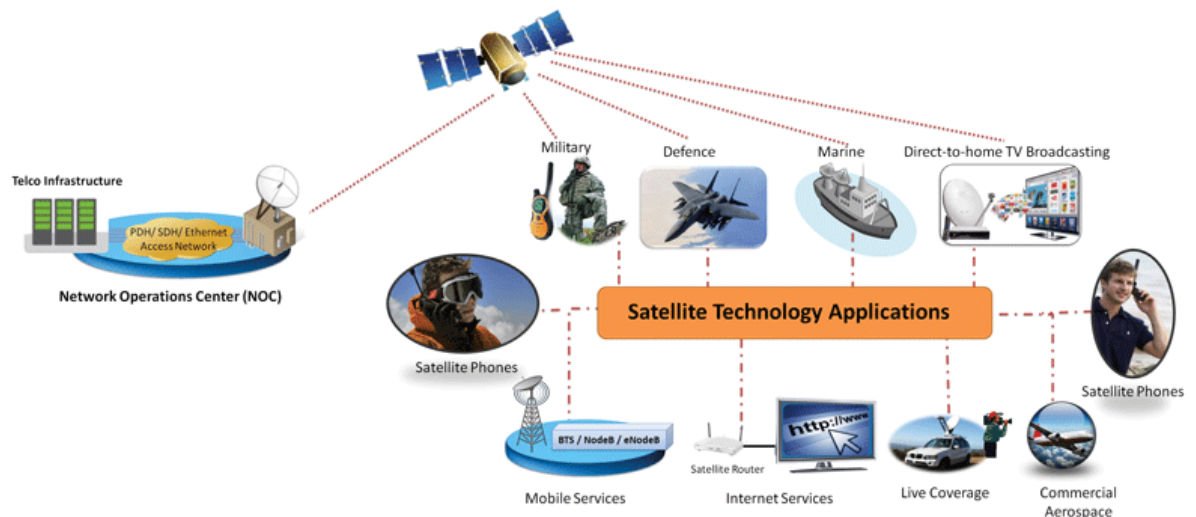 Military
Defence
Marine
Direct-to-home TV Broadcasting
Telco Infrastructure
PDH/ SDH/ Ethernet
Access Network
Network Operations Center (NOC)
Satellite Technology Applications
Satellite Phones
Satellite Phones
BTS / NodeB / eNodeB
http://www
Satellite Router
Mobile Services
Internet Services
Live Coverage
Commercial
Aerospace